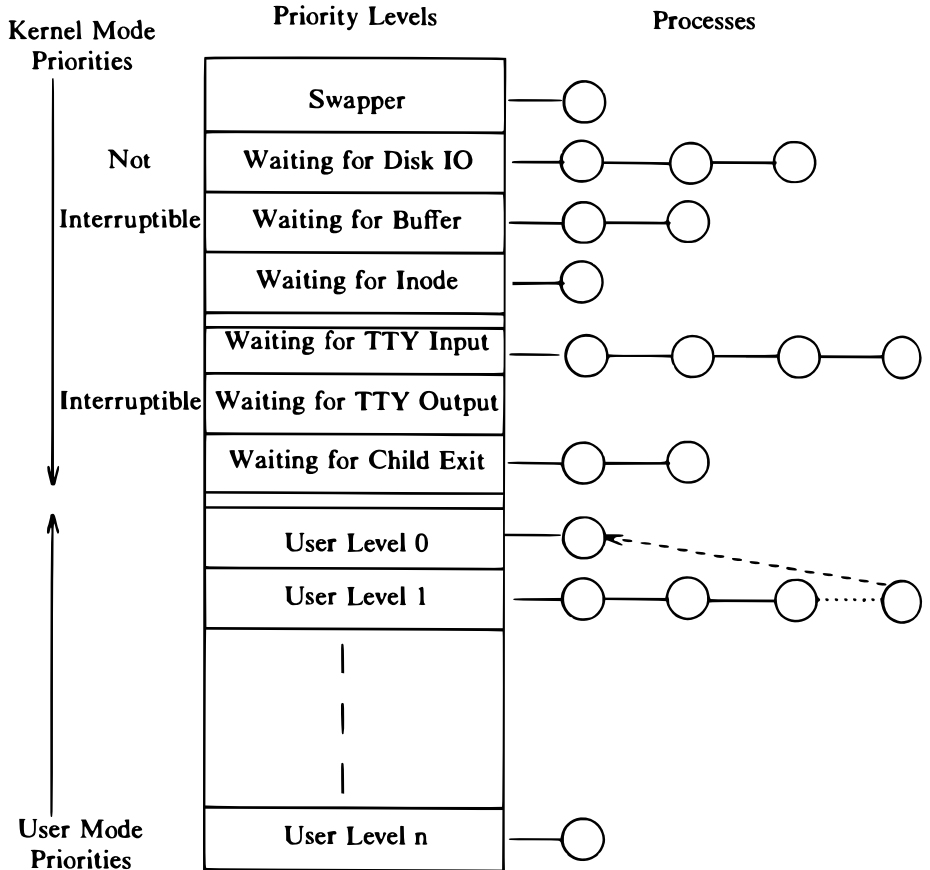 Kernel Mode
Priorities
Priority Levels
Processes
Swapper
Not
Waiting for Disk IO
Interruptible
Waiting for Buffer
Waiting for Inode
Waiting for TTY Input
Interruptible
Waiting for TTY Output
Waiting for Child Exit
User Level 0
User Level 1
User Level n
User Mode
Priorities